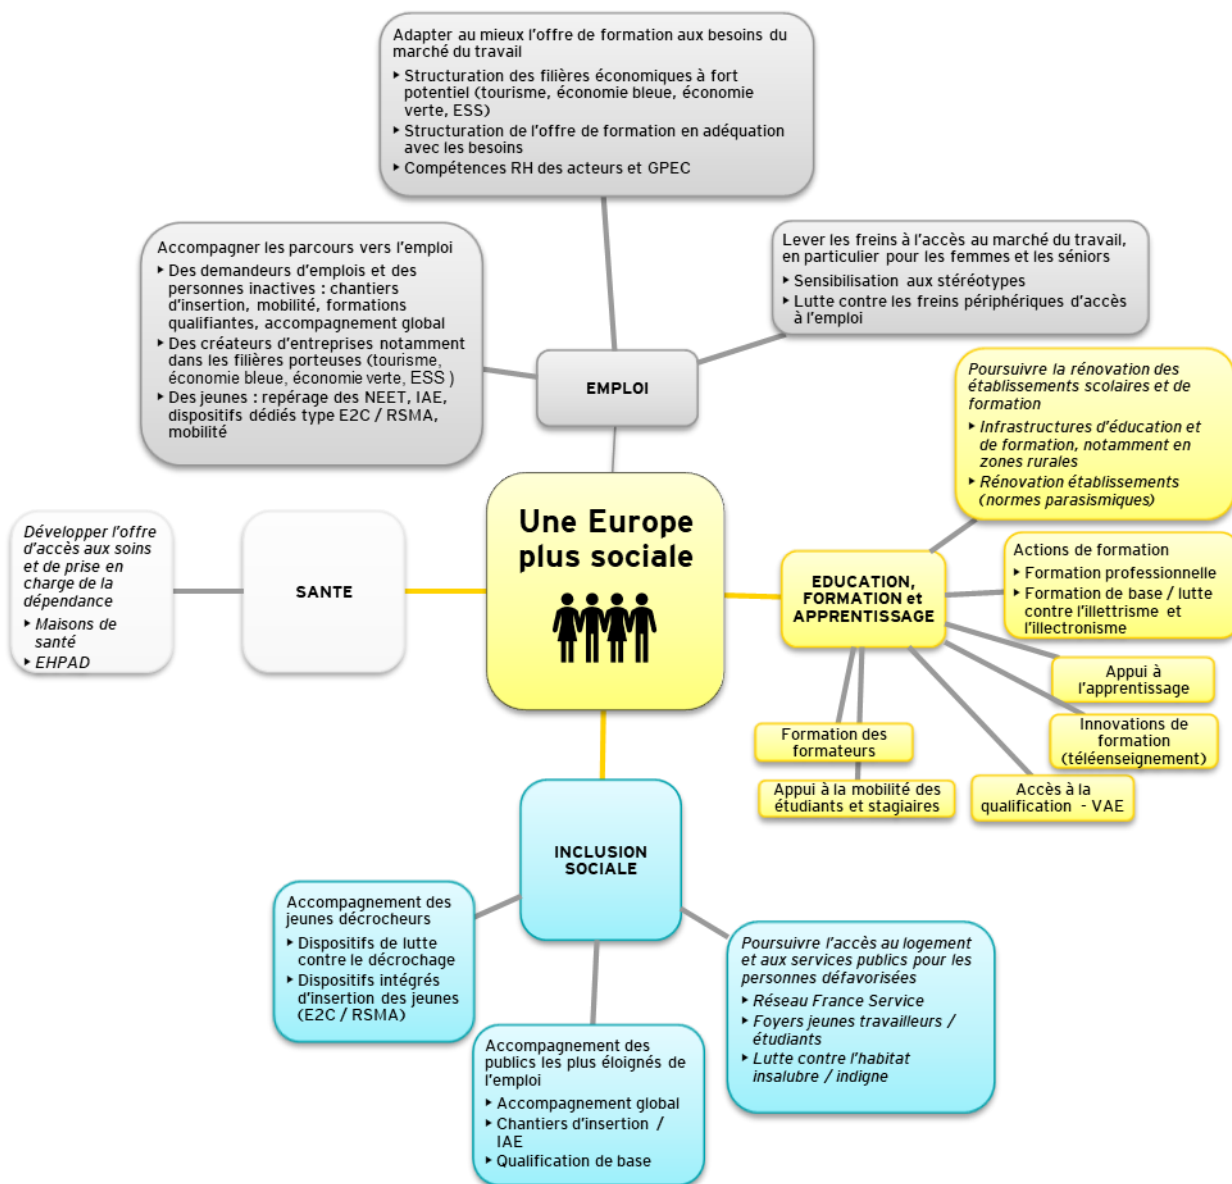 Adapter au mieux l'offre de formation aux besoins du
marché du travail
‣ Structuration des filières économiques à fort
potentiel (tourisme, économie bleue, économie
verte, ESS)
‣ Structuration de l'offre de formation en adéquation
avec les besoins
‣ Compétences RH des acteurs et GPEC
Accompagner les parcours vers l'emploi
‣ Des demandeurs d'emplois et des
personnes inactives : chantiers
d'insertion, mobilité, formations
qualifiantes, accompagnement global
‣ Des créateurs d'entreprises notamment
dans les filières porteuses (tourisme,
économie bleue, économie verte, ESS )
‣ Des jeunes : repérage des NEET, IAE,
dispositifs dédiés type E2C / RSMA,
mobilité
Lever les freins à l'accès au marché du travail,
en particulier pour les femmes et les séniors
‣ Sensibilisation aux stéréotypes
‣ Lutte contre les freins périphériques d'accès
à l'emploi
EMPLOI
Poursuivre la rénovation des
établissements scolaires et de
formation
‣ Infrastructures d'éducation et
de formation, notamment en
zones rurales
‣ Rénovation établissements
(normes parasismiques)
Une Europe
plus sociale
Développer l'offre
d'accès aux soins
et de prise en
charge de la
dépendance
‣ Maisons de
santé
‣ EHPAD
SANTE
EDUCATION,
FORMATION et
APPRENTISSAGE
Actions de formation
‣ Formation professionnelle
‣ Formation de base / lutte
contre l'illettrisme et
l'illectronisme
Appui à
l'apprentissage
Innovations de
formation
(téléenseignement)
Formation des
formateurs
Appui à la mobilité des
étudiants et stagiaires
Accès à la
qualification - VAE
INCLUSION
SOCIALE
Accompagnement des
jeunes décrocheurs
‣ Dispositifs de lutte
contre le décrochage
‣ Dispositifs intégrés
d'insertion des jeunes
(E2C / RSMA)
Accompagnement des
publics les plus éloignés de
l'emploi
‣ Accompagnement global
‣ Chantiers d'insertion /
IAE
‣ Qualification de base
Poursuivre l'accès au logement
et aux services publics pour les
personnes défavorisées
‣ Réseau France Service
‣ Foyers jeunes travailleurs /
étudiants
‣ Lutte contre l'habitat
insalubre / indigne